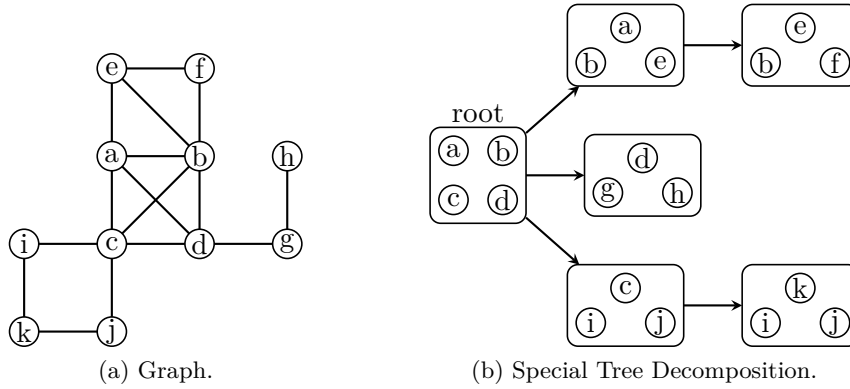 a
e f
e
b e
b f
root
a b h
a b
d
c d
g h
i c d g
c
k
i j
i j
k j
(a) Graph.
(b) Special Tree Decomposition.